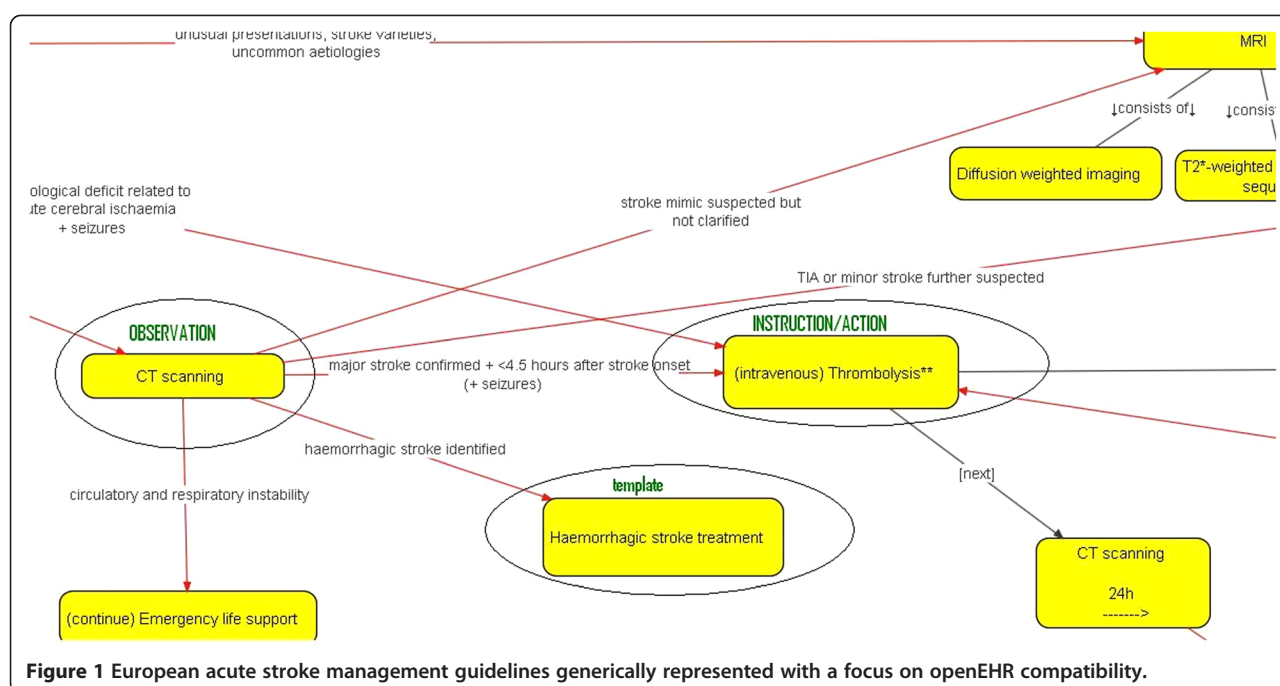 unusual presentations, stroke varieties,
uncommon aetiologies
MRI
↓consists of↓
Diffusion weighted imaging
T2*-weighted
stroke mimic suspected but
not clarified
deficit related to
cerebral ischaemia
+ seizures
TIA or minor stroke further suspected
OBSERVATION
CT scanning
INSTRUCTION/ACTION
(intravenous) Thrombolysis**
major stroke confirmed + <4.5 hours after stroke onset
(+ seizures)
haemorrhagic stroke identified
circulatory and respiratory instability
template
Haemorrhagic stroke treatment
[next]
CT scanning
24h
------->
(continue) Emergency life support
Figure 1 European acute stroke management guidelines generically represented with a focus on openEHR compatibility.